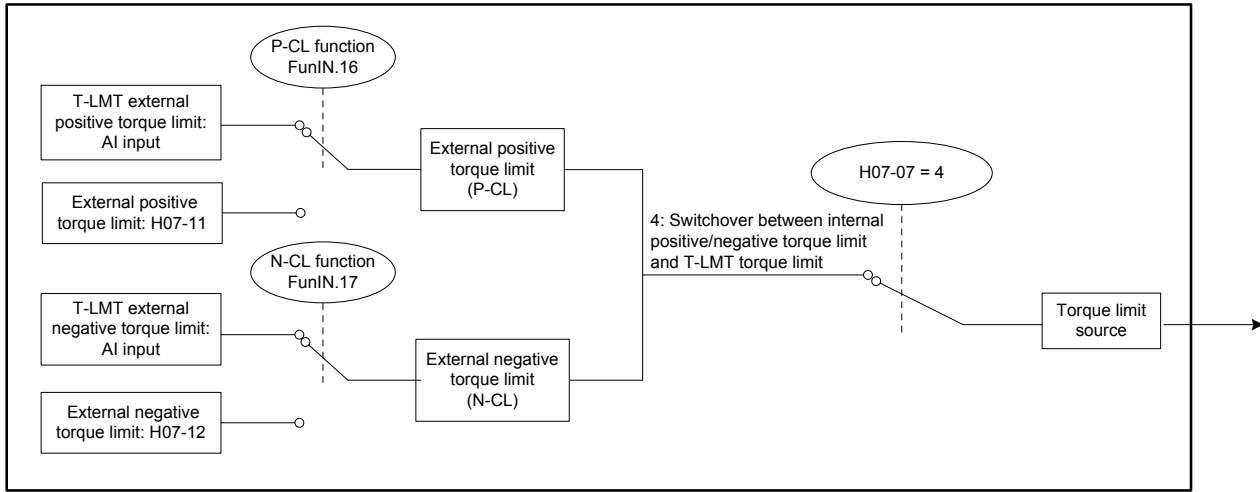 P-CL function
FunIN.16
T-LMT external
positive torque limit:
AI input
External positive
torque limit
(P-CL)
External positive
torque limit: H07-11
H07-07 = 4
4: Switchover between internal
positive/negative torque limit
and T-LMT torque limit
N-CL function
FunIN.17
T-LMT external
negative torque limit:
AI input
External negative
torque limit
(N-CL)
External negative
torque limit: H07-12
Torque limit
source